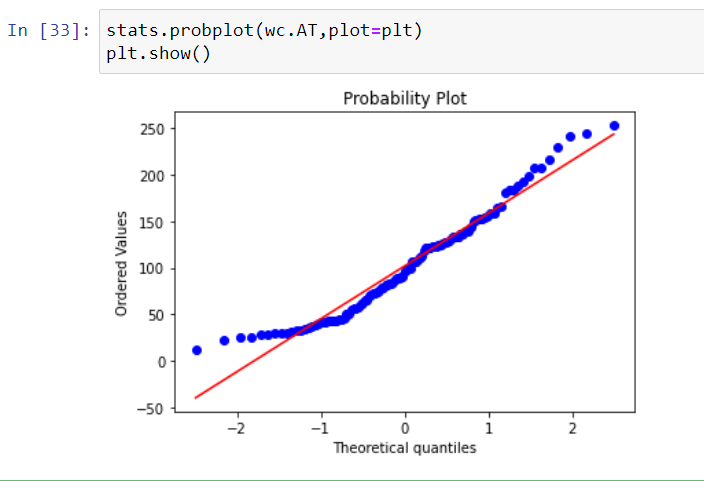 In [33]: stats.probplot(wc.AT,plot=plt)
plt.show()
Probability Plot
250
200
150
100
50
0
−50
Ordered Values
−2 −1 0 1 2
Theoretical quantiles